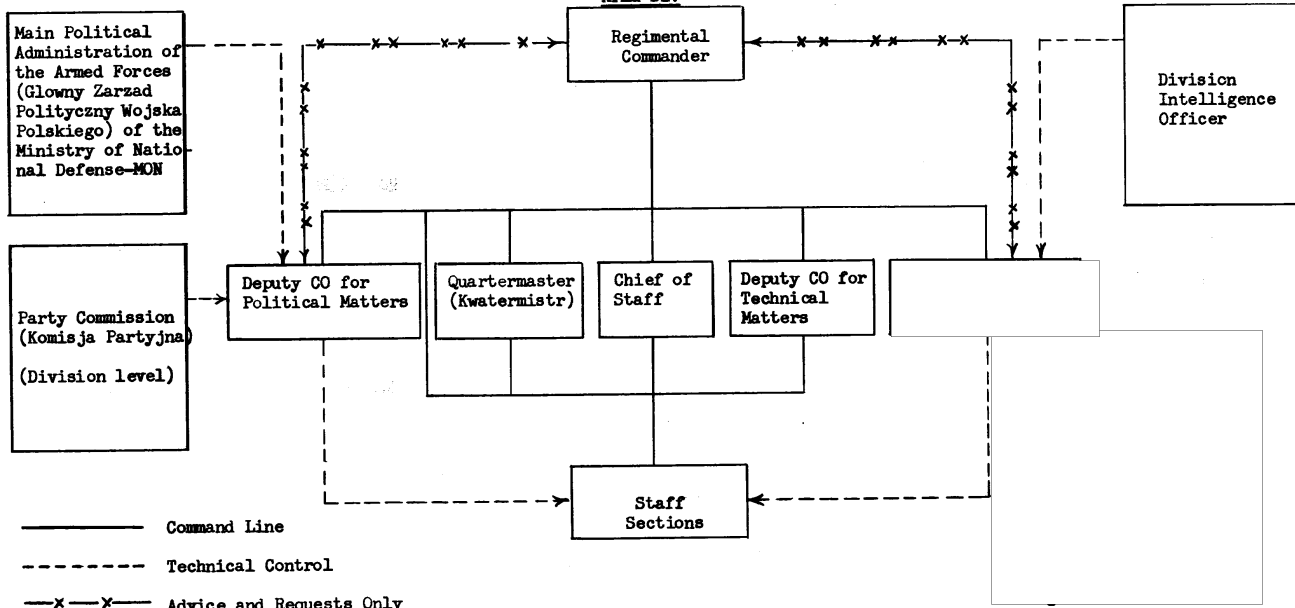 Main Political
Administration of
the Armed Forces
(Glowny Zarzad
Polityczny Wojska
Polskiego) of the
Ministry of Natio-
nal Defense-MON
Regimental
Commander
Division
Intelligence
Officer
Party Commission
(Komisja Partyjna)
(Division level)
Deputy CO for
Political Matters
Quartermaster
(Kwatermistr)
Chief of
Staff
Deputy CO for
Technical
Matters
Staff
Sections
Command Line
Technical Control
Advice and Requests Only